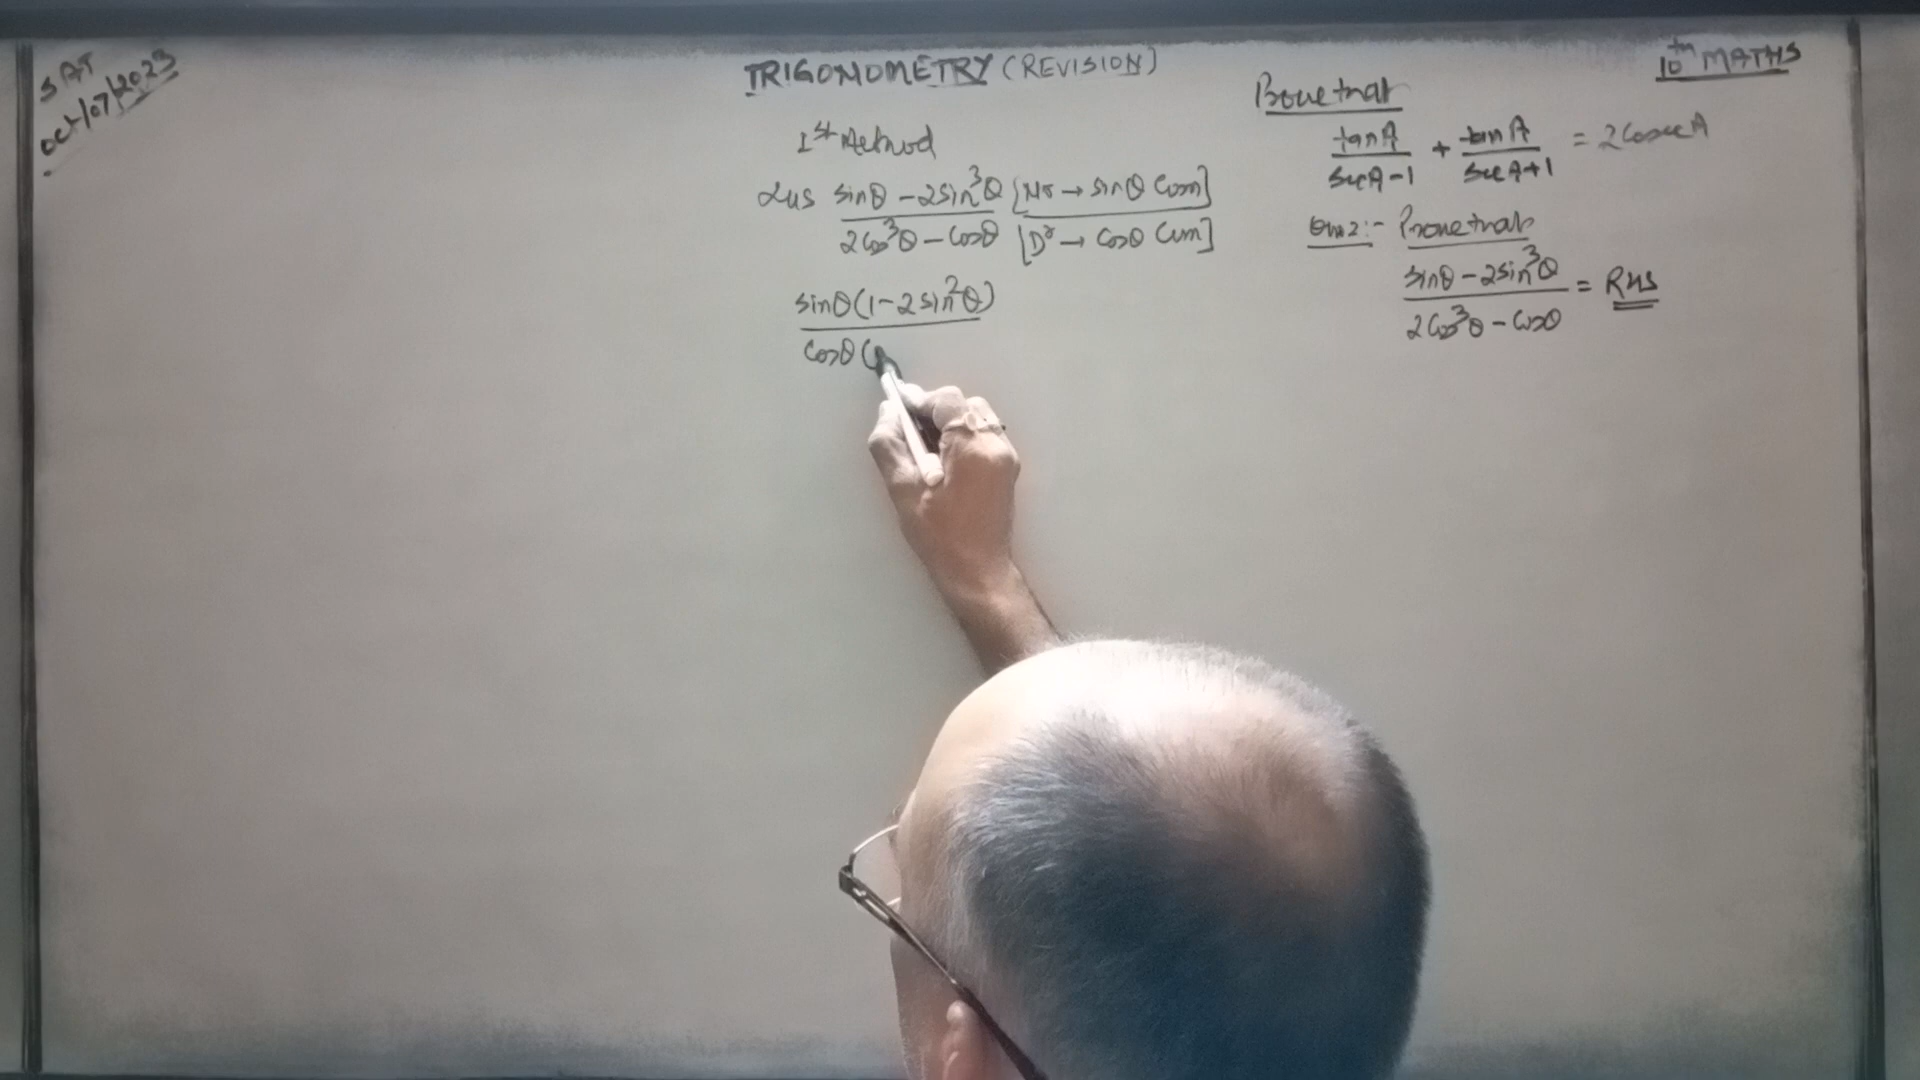 SAT
Oct/07/2023
TRIGONOMETRY (REVISION)
10th MATHS
1st Method
LHS sinθ - 2sin³θ [Nr → sinθ Com]
2cos³θ - cosθ [Dr → cosθ Com]
sinθ(1 - 2sin²θ)
cosθ(
Prove that
tanA/secA-1 + tanA/secA+1 = 2CosecA
Qn2:- Prove that
sinθ - 2sin³θ
2cos³θ - cosθ = RHS